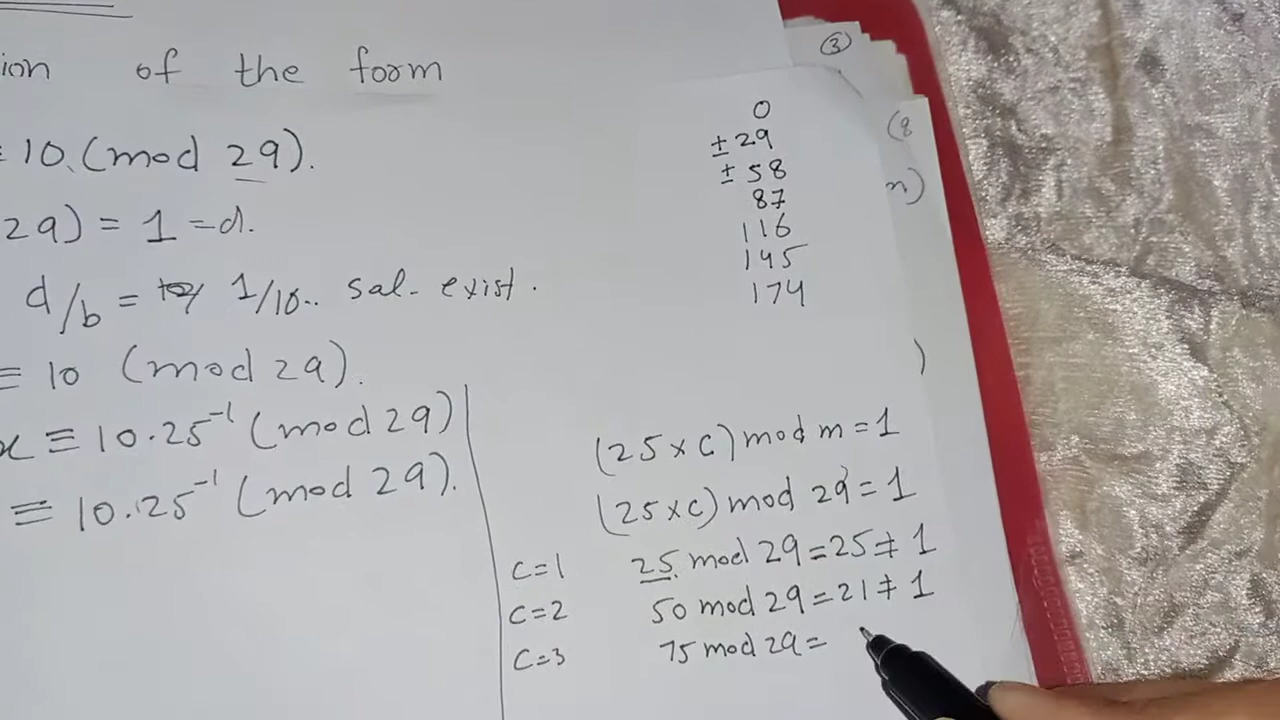 ion of the form
≡ 10 (mod 29).
29) = 1 = d.
d/b = 1/10.. sol. exist.
≡ 10 (mod 29).
x ≡ 10.25⁻¹ (mod 29)
≡ 10.25⁻¹ (mod 29).
3
0
±29
±58
87
116
145
174
(8
n)
)
(25×C) mod m = 1
(25×C) mod 29 = 1
C=1 25 mod 29 = 25 ≠ 1
C=2 50 mod 29 = 21 ≠ 1
C=3 75 mod 29 =